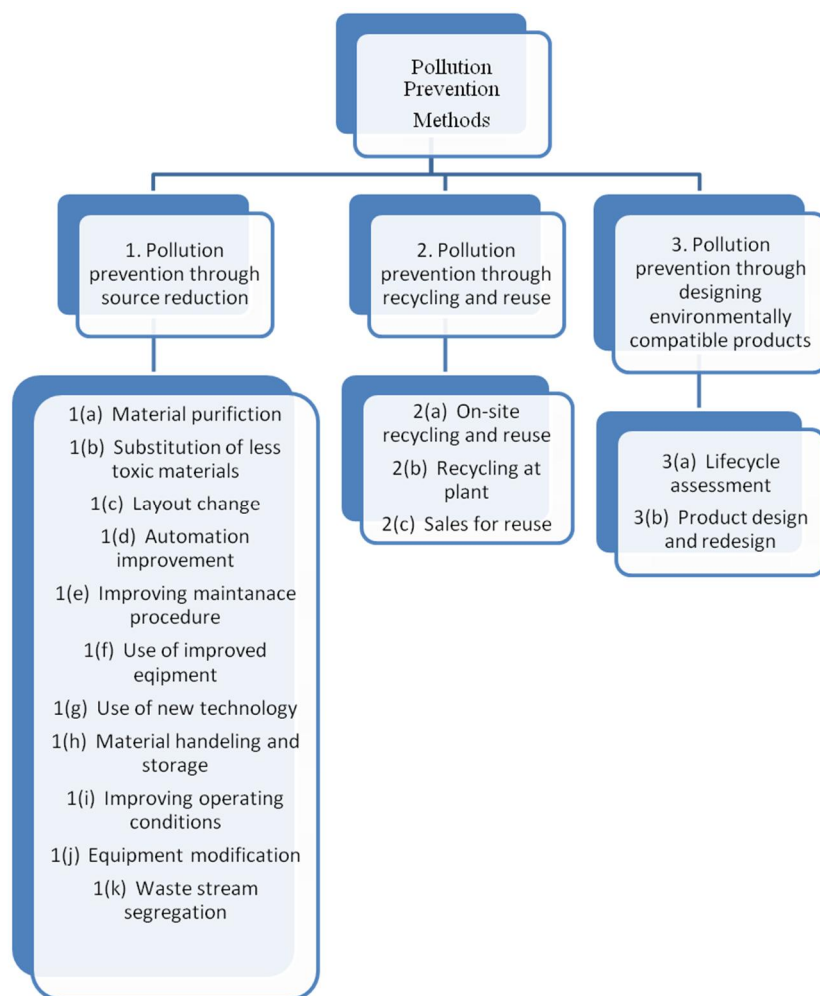 Pollution
Prevention
Methods
1. Pollution
prevention through
source reduction
2. Pollution
prevention through
recycling and reuse
3. Pollution
prevention through
designing
environmentally
compatible products
1(a) Material purifiction
1(b) Substitution of less
toxic materials
1(c) Layout change
1(d) Automation
improvement
1(e) Improving maintanace
procedure
1(f) Use of improved
eqipment
1(g) Use of new technology
1(h) Material handeling and
storage
1(i) Improving operating
conditions
1(j) Equipment modification
1(k) Waste stream
segregation
2(a) On-site
recycling and reuse
2(b) Recycling at
plant
2(c) Sales for reuse
3(a) Lifecycle
assessment
3(b) Product design
and redesign